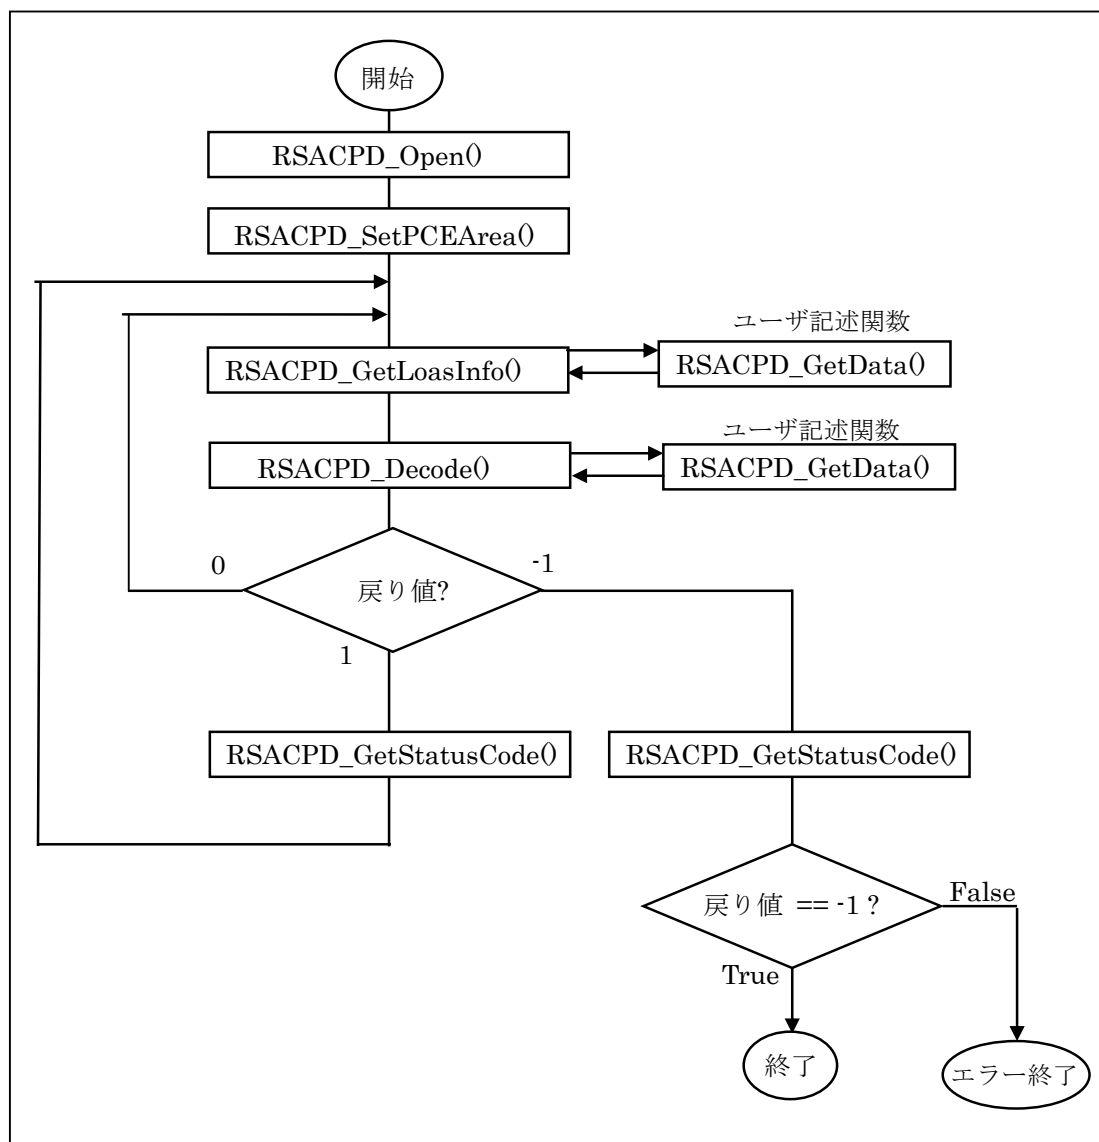 開始
RSACPD_Open()
RSACPD_SetPCEArea()
ユーザ記述関数
RSACPD_GetLoasInfo()
RSACPD_GetData()
ユーザ記述関数
RSACPD_Decode()
RSACPD_GetData()
0
-1
戻り値?
1
RSACPD_GetStatusCode()
RSACPD_GetStatusCode()
戻り値 == -1 ?
False
True
終了
エラー終了